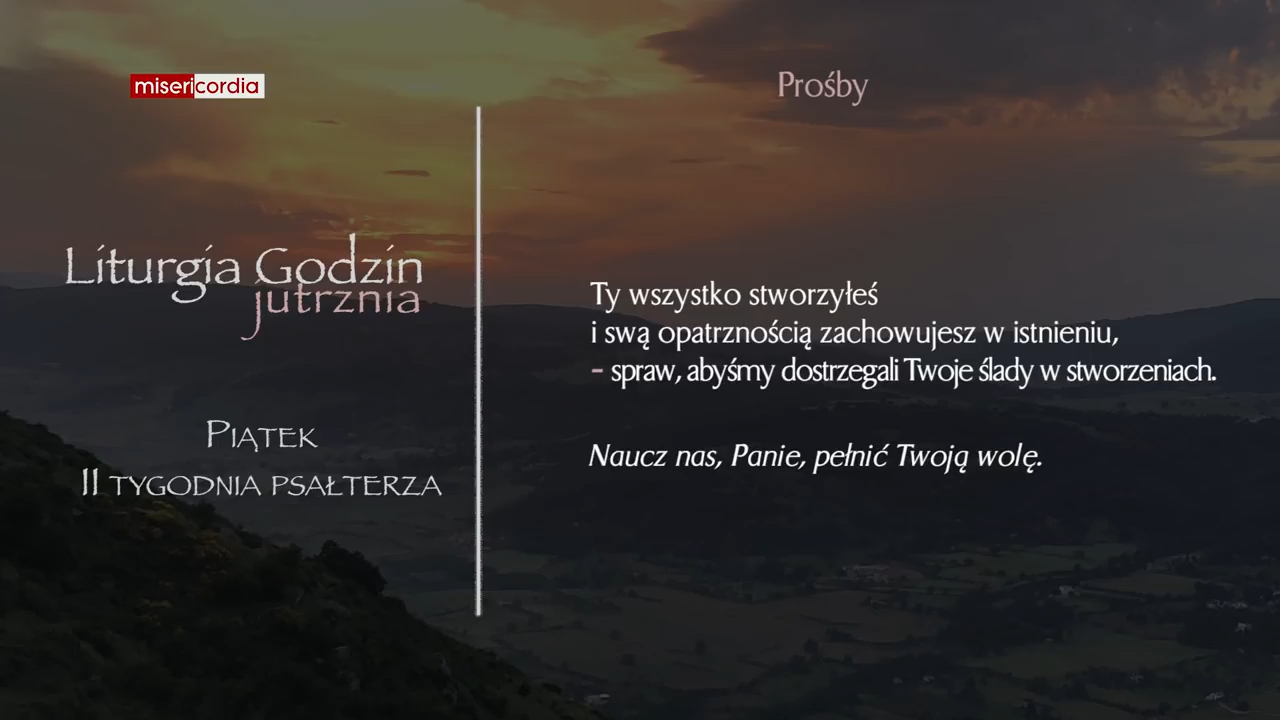 misericordia
Liturgia Godzin
jutrznia
Piątek
II tygodnia psałterza
Prośby
Ty wszystko stworzyłeś
i swą opatrznością zachowujesz w istnieniu,
- spraw, abyśmy dostrzegali Twoje ślady w stworzeniach.
Naucz nas, Panie, pełnić Twoją wolę.